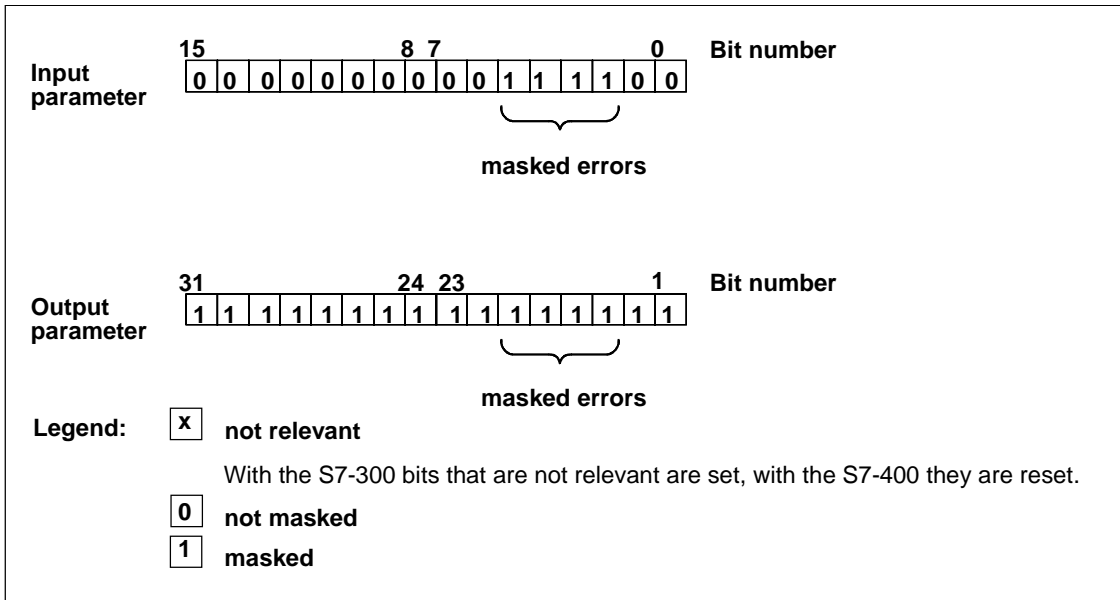 15 8 7 0 Bit number
Input parameter 0 0 0 0 0 0 0 0 0 0 1 1 1 1 0 0
masked errors
31 24 23 1 Bit number
Output parameter 1 1 1 1 1 1 1 1 1 1 1 1 1 1 1 1
masked errors
Legend: x not relevant
With the S7-300 bits that are not relevant are set, with the S7-400 they are reset.
0 not masked
1 masked